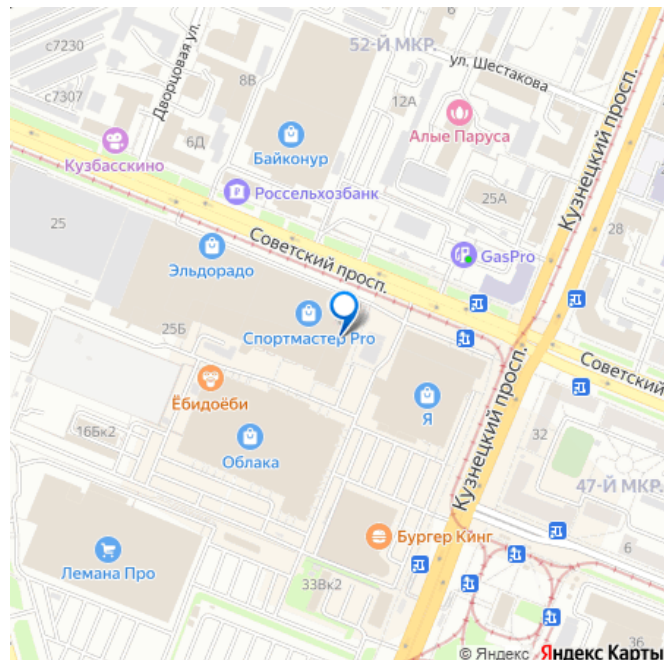 с7230
52-Й МКР.
6
ул. Шестакова
Дворцовая ул.
8В
с7307
12А
Кузнецкий просп.
6Д
Алые Паруса
Кузбасскино
Байконур
Россельхозбанк
25А
25
28
Советский просп.
GasPro
Эльдорадо
25Б
Спортмастер Pro
Советский
Кузнецкий просп.
Ёбидоёби
Я
16Бк2
32
Облака
47-Й МКР.
Бургер Кинг
6
Лемана Про
33Вк2
36
© Яндекс Яндекс Карты